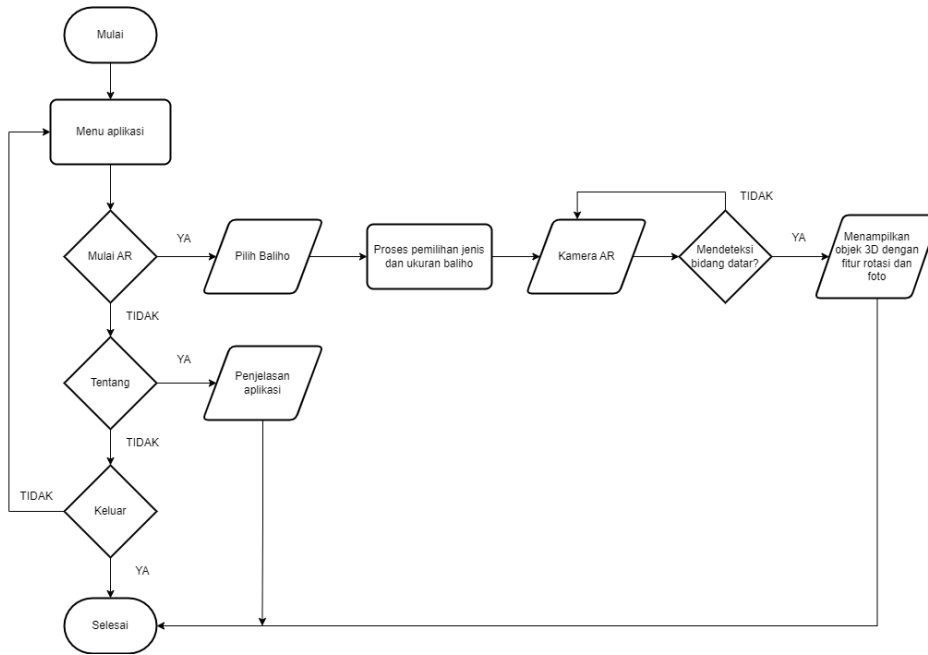 Mulai
Menu aplikasi
TIDAK
Mulai AR
YA
Pilih Baliho
Proses pemilihan jenis
dan ukuran baliho
Kamera AR
Mendeteksi
bidang datar?
YA
Menampilkan
objek 3D dengan
fitur rotasi dan
foto
TIDAK
Tentang
YA
Penjelasan
aplikasi
TIDAK
TIDAK
Keluar
YA
Selesai